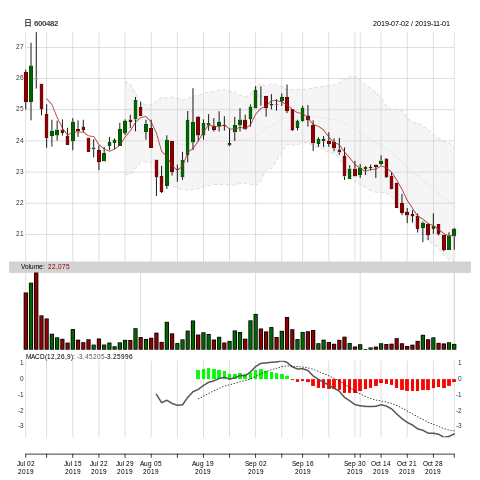 日 600482 2019-07-02 / 2019-11-01
27
26
25
24
23
22
21
Volume: 22,075
MACD(12,26,9): -3.45205-3.25996
1 1
0 0
-1 -1
-2 -2
-3 -3
Jul 02 Jul 15 Jul 22 Jul 29 Aug 05 Aug 19 Sep 02 Sep 16 Sep 30 Oct 14 Oct 21 Oct 28
2019 2019 2019 2019 2019 2019 2019 2019 2019 2019 2019 2019